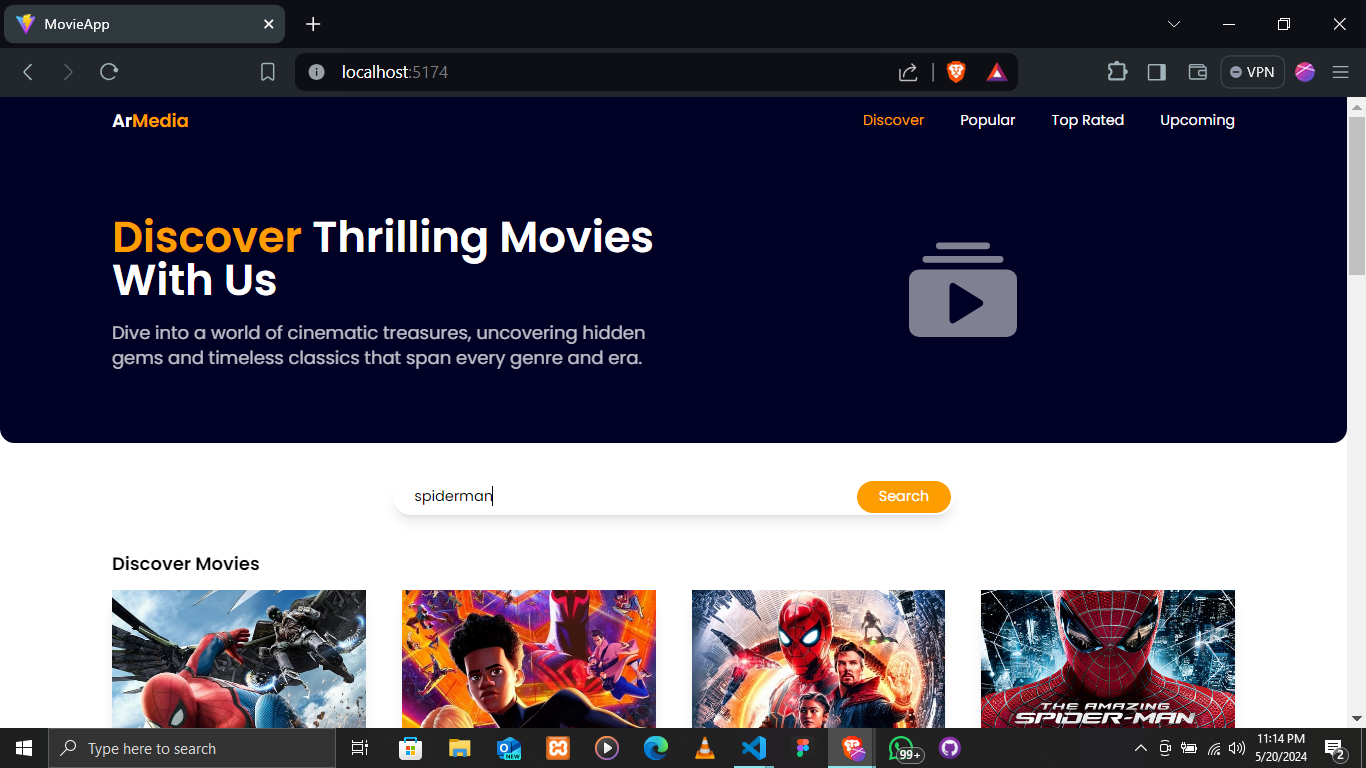 MovieApp
localhost:5174
VPN
ArMedia
Discover
Popular
Top Rated
Upcoming
Discover Thrilling Movies
With Us
Dive into a world of cinematic treasures, uncovering hidden
gems and timeless classics that span every genre and era.
spiderman
Search
Discover Movies
THE AMAZING
SPIDER-MAN
Type here to search
NEW
99+
11:14 PM
5/20/2024
2